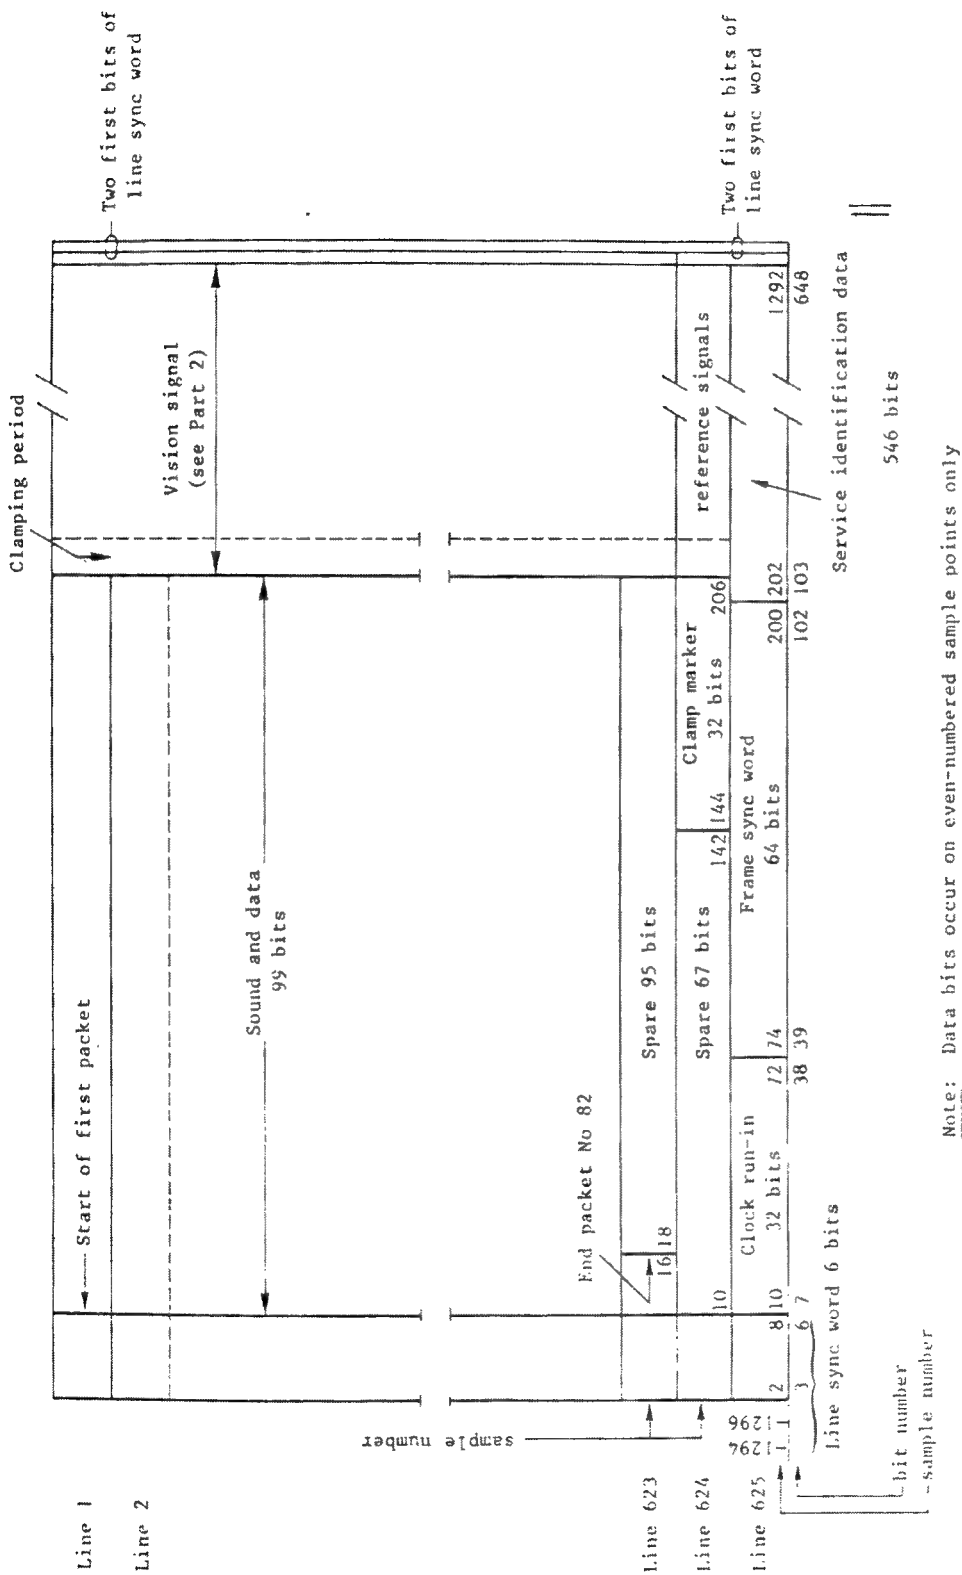 Line 1
Line 2
Line 623
Line 624
Line 625
Start of first packet
Clamping period
Two first bits of
line sync word
Vision signal
(see Part 2)
Sound and data
99 bits
End packet No 82
Spare 95 bits
16 18
Spare 67 bits
10
142 144
Clamp marker
32 bits
206
reference signals
Two first bits of
line sync word
sample number
1294
1296
Clock run-in
32 bits
Frame sync word
64 bits
2 8 10 72 74 200 202 1292
3 6 7 38 39 102 103 648
Line sync word 6 bits
Service identification data
546 bits
bit number
sample number
Note: Data bits occur on even-numbered sample points only